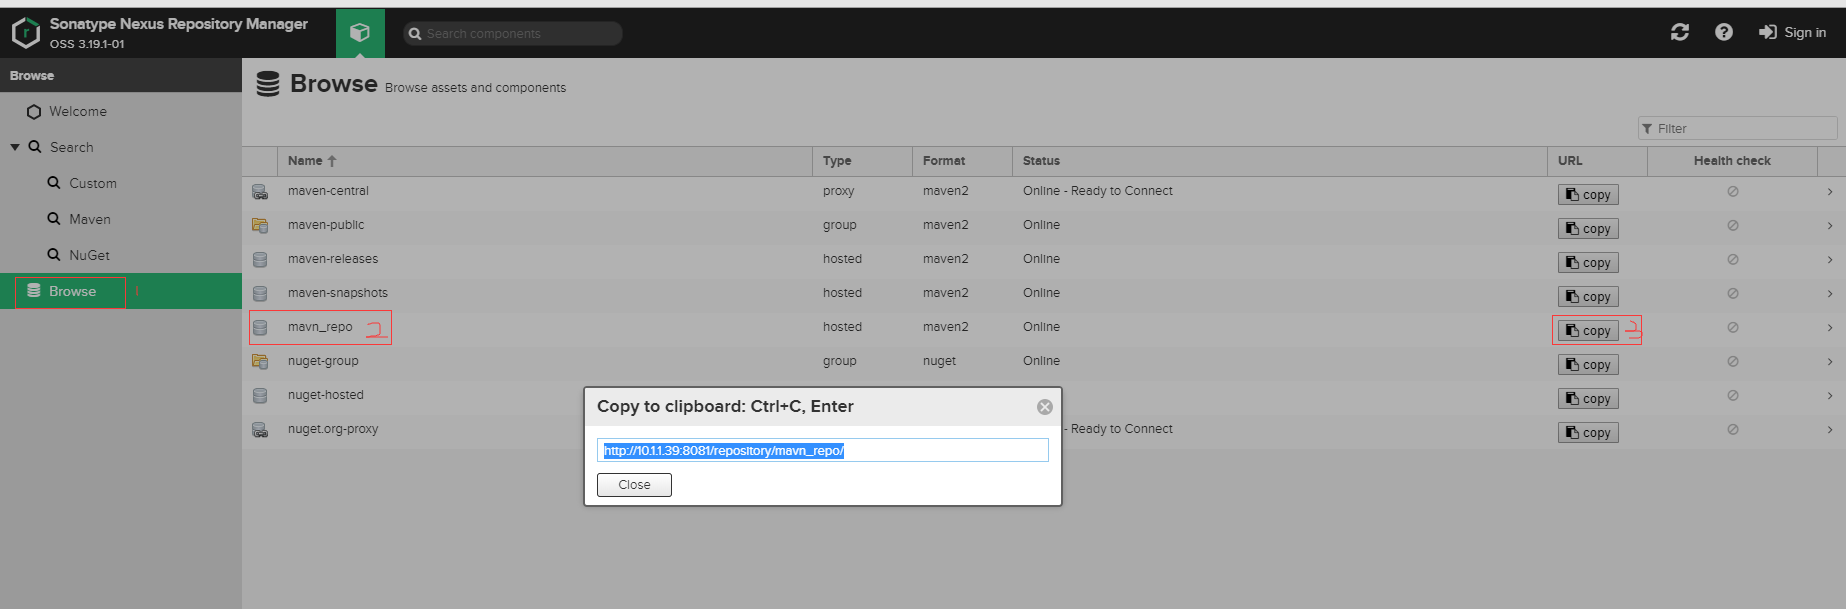 Sonatype Nexus Repository Manager
OSS 3.19.1-01
Search components
Sign in
Browse
Welcome
Search
Custom
Maven
NuGet
Browse 1
Browse Browse assets and components
Filter
Name Type Format Status URL Health check
maven-central proxy maven2 Online - Ready to Connect copy
maven-public group maven2 Online copy
maven-releases hosted maven2 Online copy
maven-snapshots hosted maven2 Online copy
mavn_repo 2 hosted maven2 Online copy 3
nuget-group group nuget Online copy
nuget-hosted copy
nuget.org-proxy - Ready to Connect copy
Copy to clipboard: Ctrl+C, Enter
http://10.1.1.39:8081/repository/mavn_repo/
Close